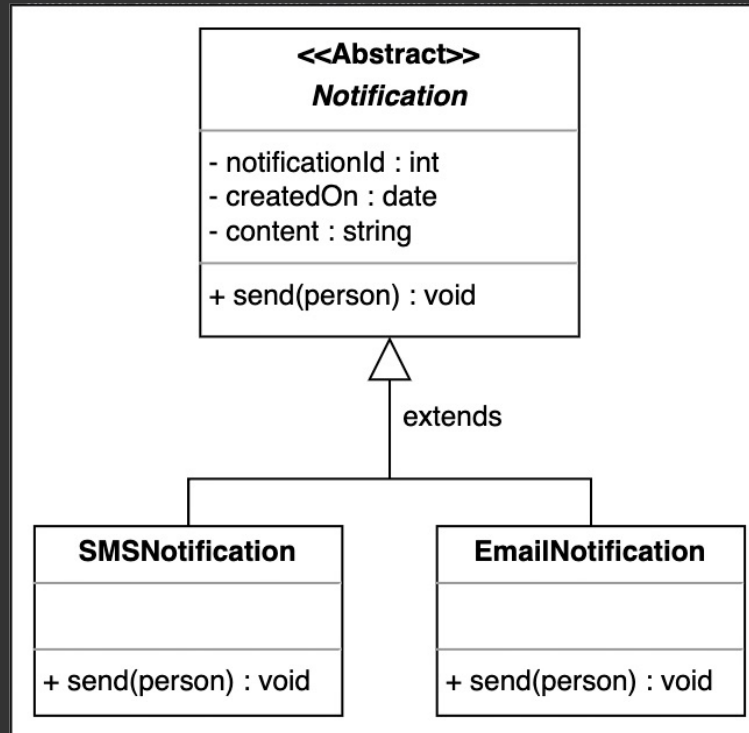 <<Abstract>>
Notification
- notificationId : int
- createdOn : date
- content : string
+ send(person) : void
extends
SMSNotification
+ send(person) : void
EmailNotification
+ send(person) : void